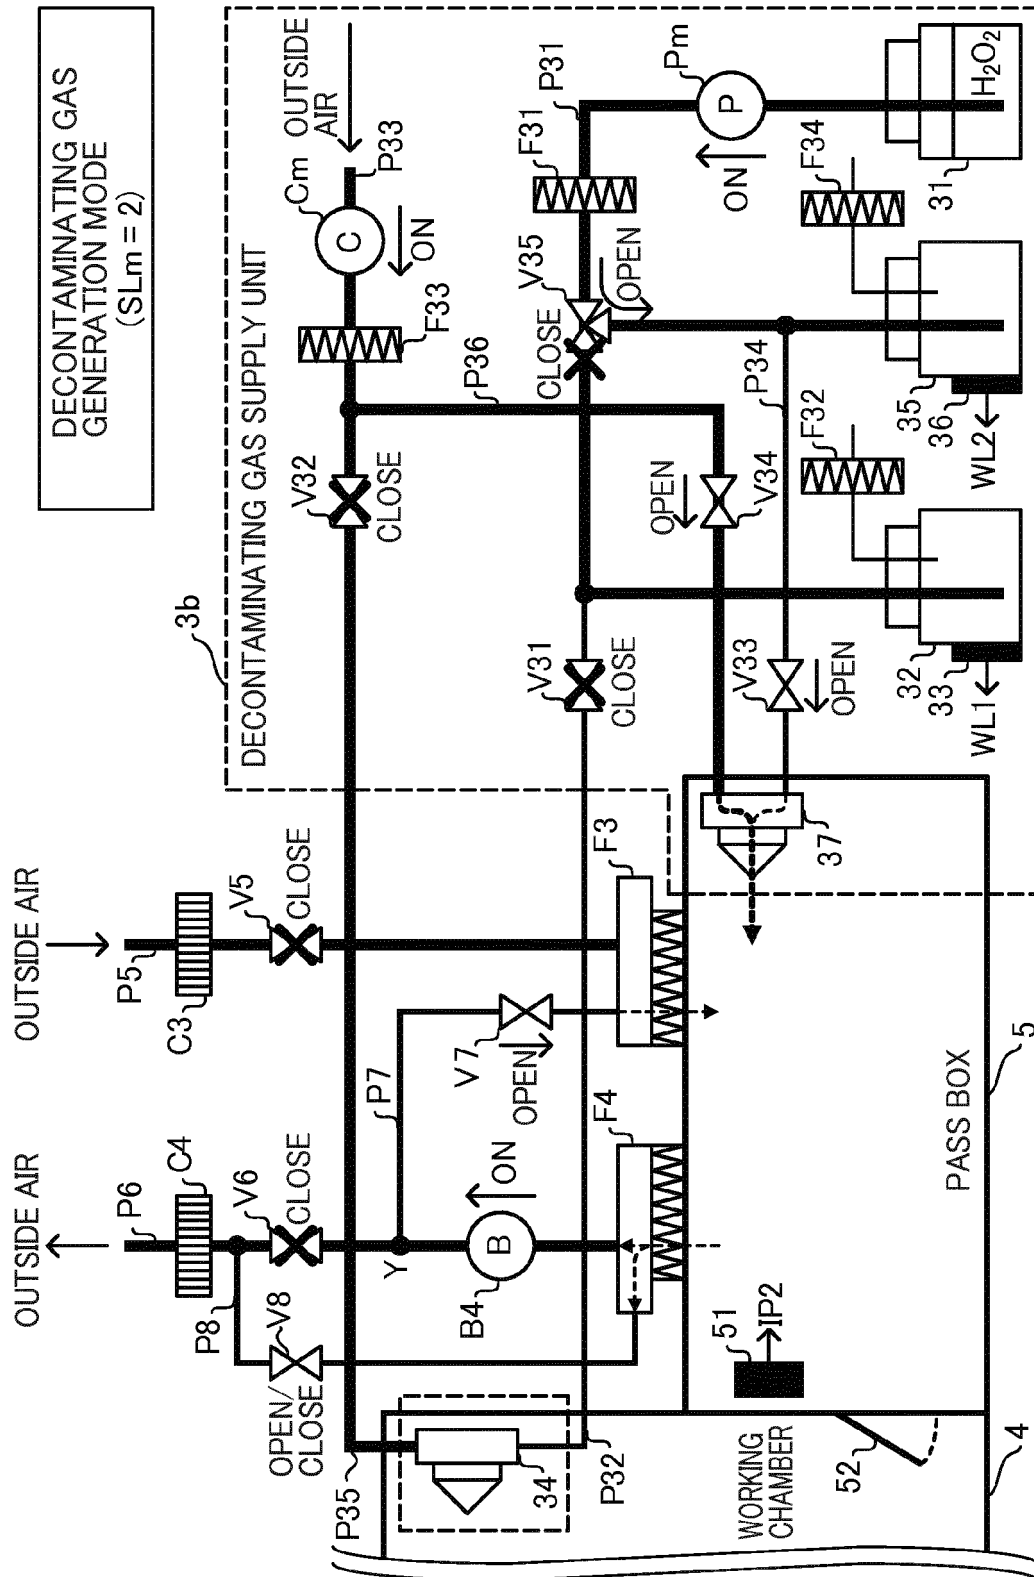 DECONTAMINATING GAS
GENERATION MODE
(SLm = 2)
3b
DECONTAMINATING GAS SUPPLY UNIT
OUTSIDE
AIR
P33
Cm
C
ON
F33
P36
V32
CLOSE
P31
Pm
P
ON
F31
V35
OPEN
CLOSE
H₂O₂
31
F34
P34
35
36
WL2
F32
OPEN
V34
V31
CLOSE
V33
OPEN
32
33
WL1
37
OUTSIDE AIR
P5
C3
V5
CLOSE
F3
P7
V7
OPEN
OUTSIDE AIR
P6
C4
V6
CLOSE
Y
B
ON
B4
F4
P8
V8
OPEN/
CLOSE
P35
34
P32
51
IP2
PASS BOX
5
WORKING
CHAMBER
52
4